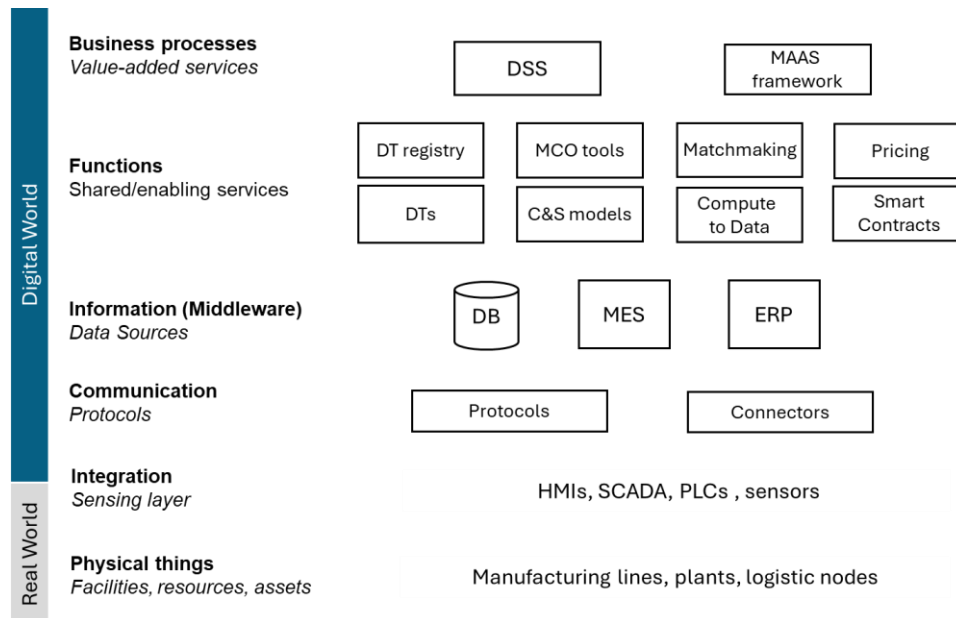 Digital World
Real World
Business processes
Value-added services
DSS
MAAS
framework
Functions
Shared/enabling services
DT registry
MCO tools
Matchmaking
Pricing
DTs
C&S models
Compute
to Data
Smart
Contracts
Information (Middleware)
Data Sources
DB
MES
ERP
Communication
Protocols
Protocols
Connectors
Integration
Sensing layer
HMIs, SCADA, PLCs , sensors
Physical things
Facilities, resources, assets
Manufacturing lines, plants, logistic nodes